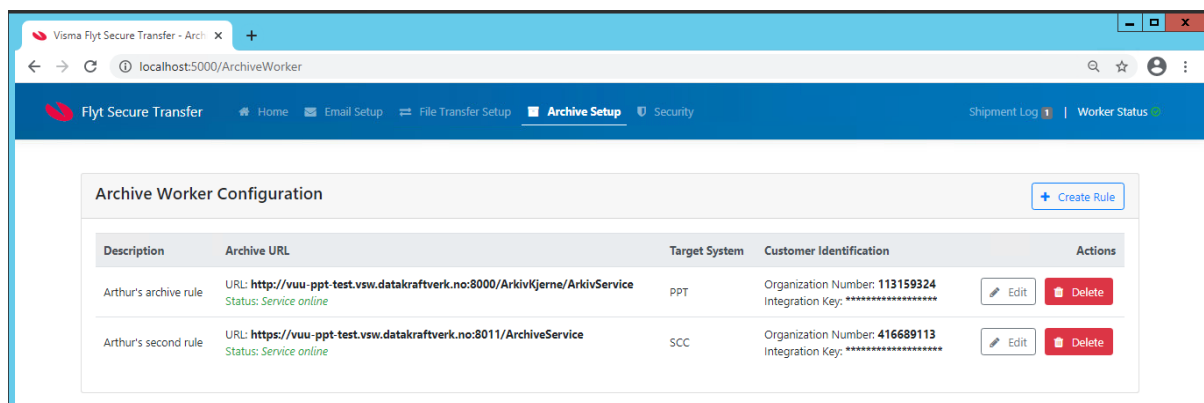 Visma Flyt Secure Transfer - Arch
localhost:5000/ArchiveWorker
Flyt Secure Transfer Home Email Setup File Transfer Setup Archive Setup Security Shipment Log 1 | Worker Status
Archive Worker Configuration + Create Rule
Description Archive URL Target System Customer Identification Actions
Arthur's archive rule URL: http://vuu-ppt-test.vsw.datakraftverk.no:8000/ArkivKjerne/ArkivService PPT Organization Number: 113159324 Edit Delete
Status: Service online Integration Key: ******************
Arthur's second rule URL: https://vuu-ppt-test.vsw.datakraftverk.no:8011/ArchiveService SCC Organization Number: 416689113 Edit Delete
Status: Service online Integration Key: *******************